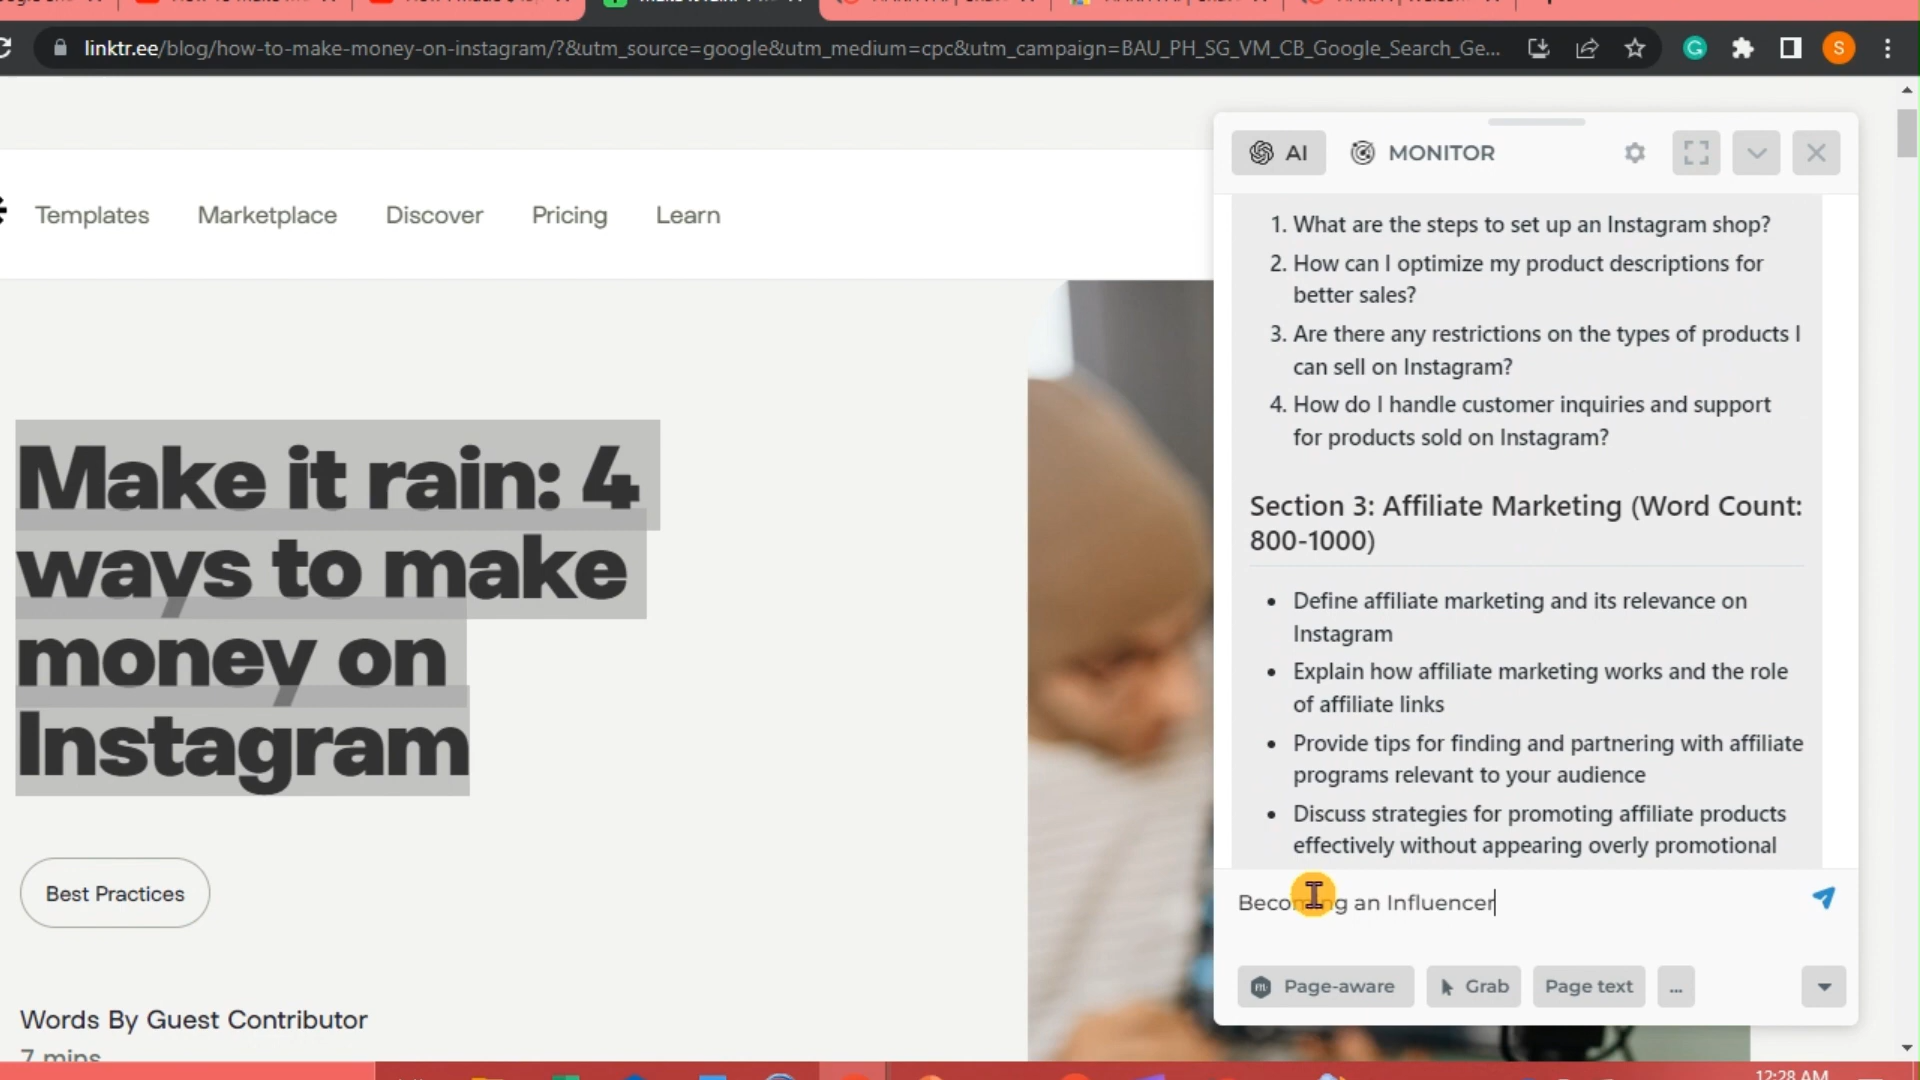 linktr.ee/blog/how-to-make-money-on-instagram/?&utm_source=google&utm_medium=cpc&utm_campaign=BAU_PH_SG_VM_CB_Google_Search_Ge...
S
Templates Marketplace Discover Pricing Learn
Make it rain: 4
ways to make
money on
Instagram
Best Practices
Words By Guest Contributor
7 mins
AI MONITOR
1. What are the steps to set up an Instagram shop?
2. How can I optimize my product descriptions for
better sales?
3. Are there any restrictions on the types of products I
can sell on Instagram?
4. How do I handle customer inquiries and support
for products sold on Instagram?
Section 3: Affiliate Marketing (Word Count:
800-1000)
• Define affiliate marketing and its relevance on
Instagram
• Explain how affiliate marketing works and the role
of affiliate links
• Provide tips for finding and partnering with affiliate
programs relevant to your audience
• Discuss strategies for promoting affiliate products
effectively without appearing overly promotional
Becoming an Influencer
Page-aware Grab Page text ...
12:28 AM